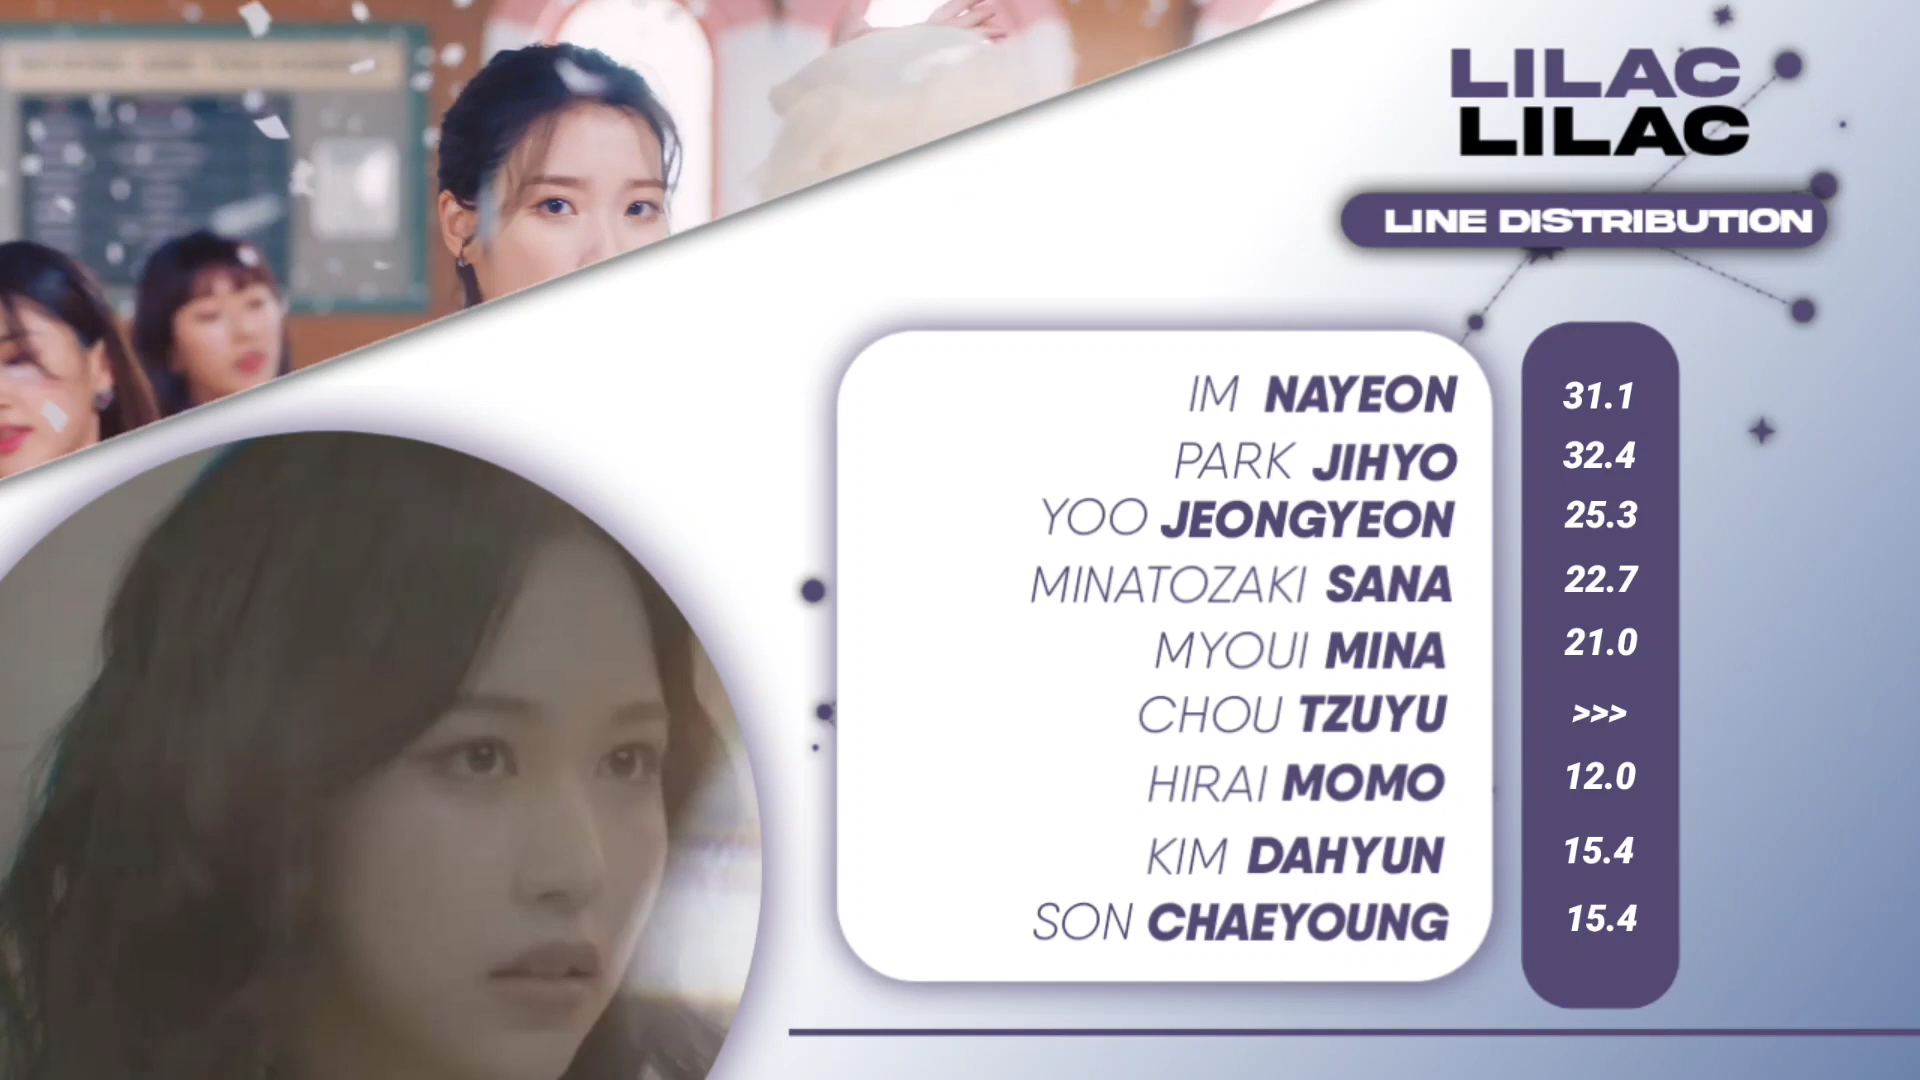 LILAC
LILAC
LINE DISTRIBUTION
IM NAYEON 31.1
PARK JIHYO 32.4
YOO JEONGYEON 25.3
MINATOZAKI SANA 22.7
MYOUI MINA 21.0
CHOU TZUYU >>>
HIRAI MOMO 12.0
KIM DAHYUN 15.4
SON CHAEYOUNG 15.4